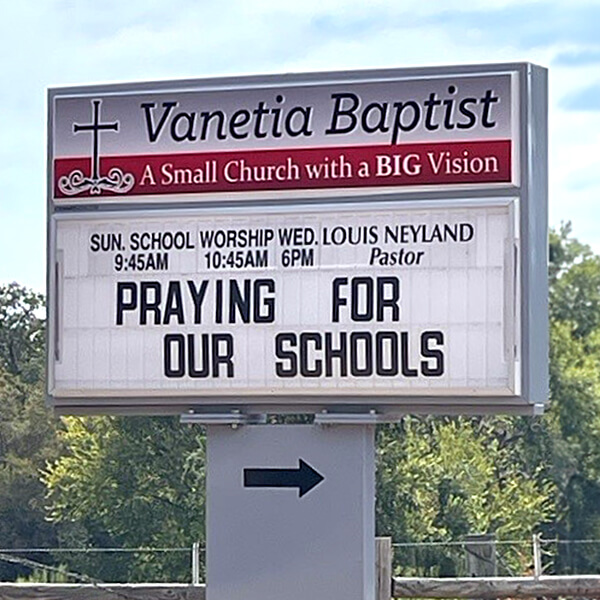 Vanetia Baptist
A Small Church with a BIG Vision
SUN. SCHOOL WORSHIP WED. LOUIS NEYLAND
9:45AM 10:45AM 6PM Pastor
PRAYING FOR
OUR SCHOOLS